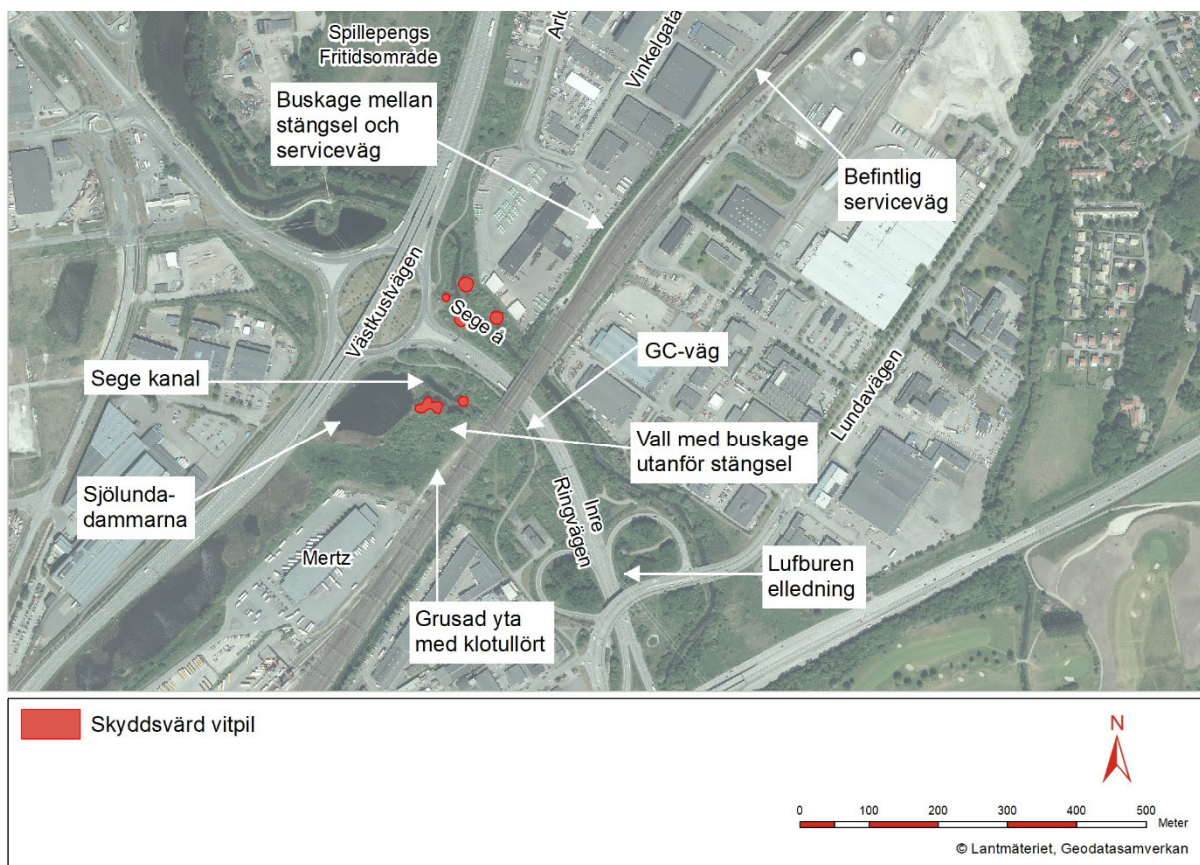 Spillepengs
Fritidsområde
Arlo
Vinkelgata
Buskage mellan
stängsel och
serviceväg
Befintlig
serviceväg
Västkustvägen
Sege å
Sege kanal
GC-väg
Lundavägen
Vall med buskage
utanför stängsel
Sjölunda-
dammarna
Inre
Ringvägen
Mertz
Lufburen
elledning
Grusad yta
med klotullört
Skyddsvärd vitpil
N
0 100 200 300 400 500
Meter
© Lantmäteriet, Geodatasamverkan